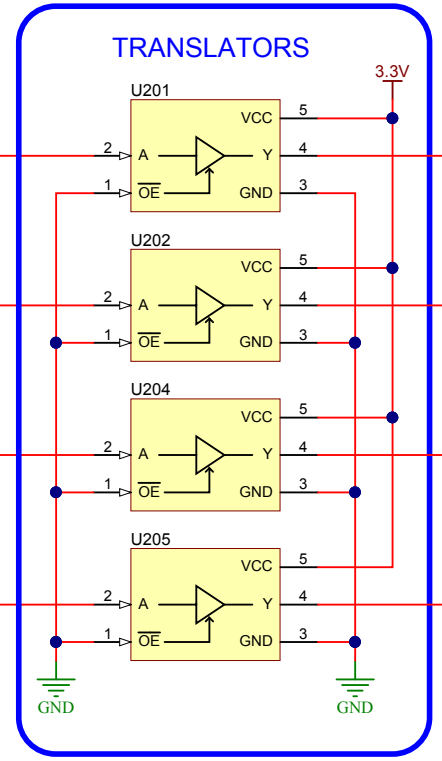 TRANSLATORS
3.3V
U201
VCC 5
2 A Y 4
1 OE GND 3
U202
VCC 5
2 A Y 4
1 OE GND 3
U204
VCC 5
2 A Y 4
1 OE GND 3
U205
VCC 5
2 A Y 4
1 OE GND 3
GND GND